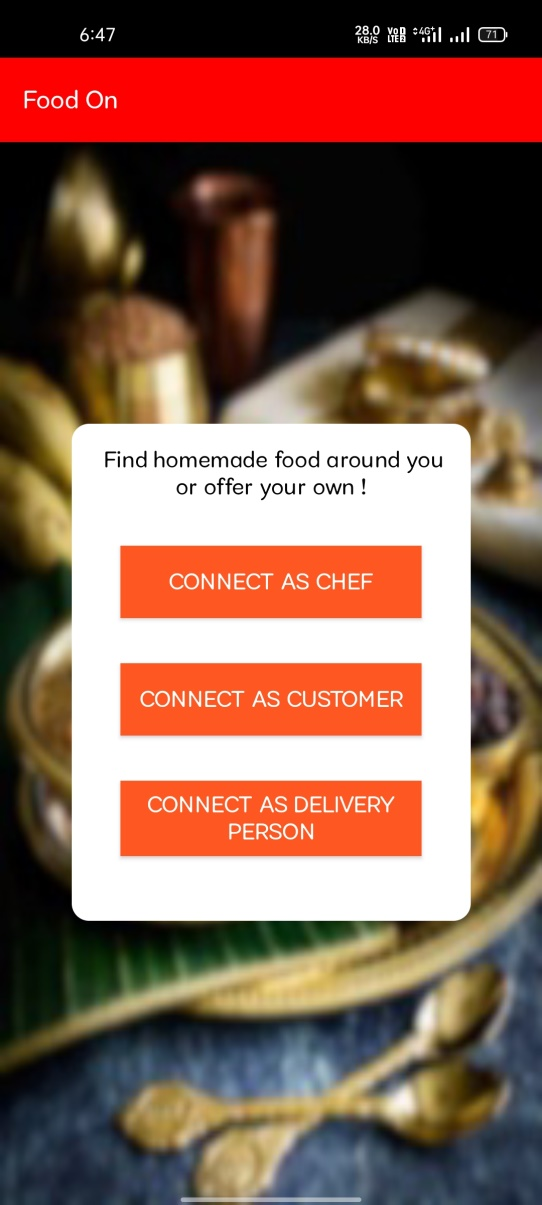 6:47
28.0
KB/S
Vo D
LTE 2
4G+
71
Food On
Find homemade food around you
or offer your own !
CONNECT AS CHEF
CONNECT AS CUSTOMER
CONNECT AS DELIVERY
PERSON